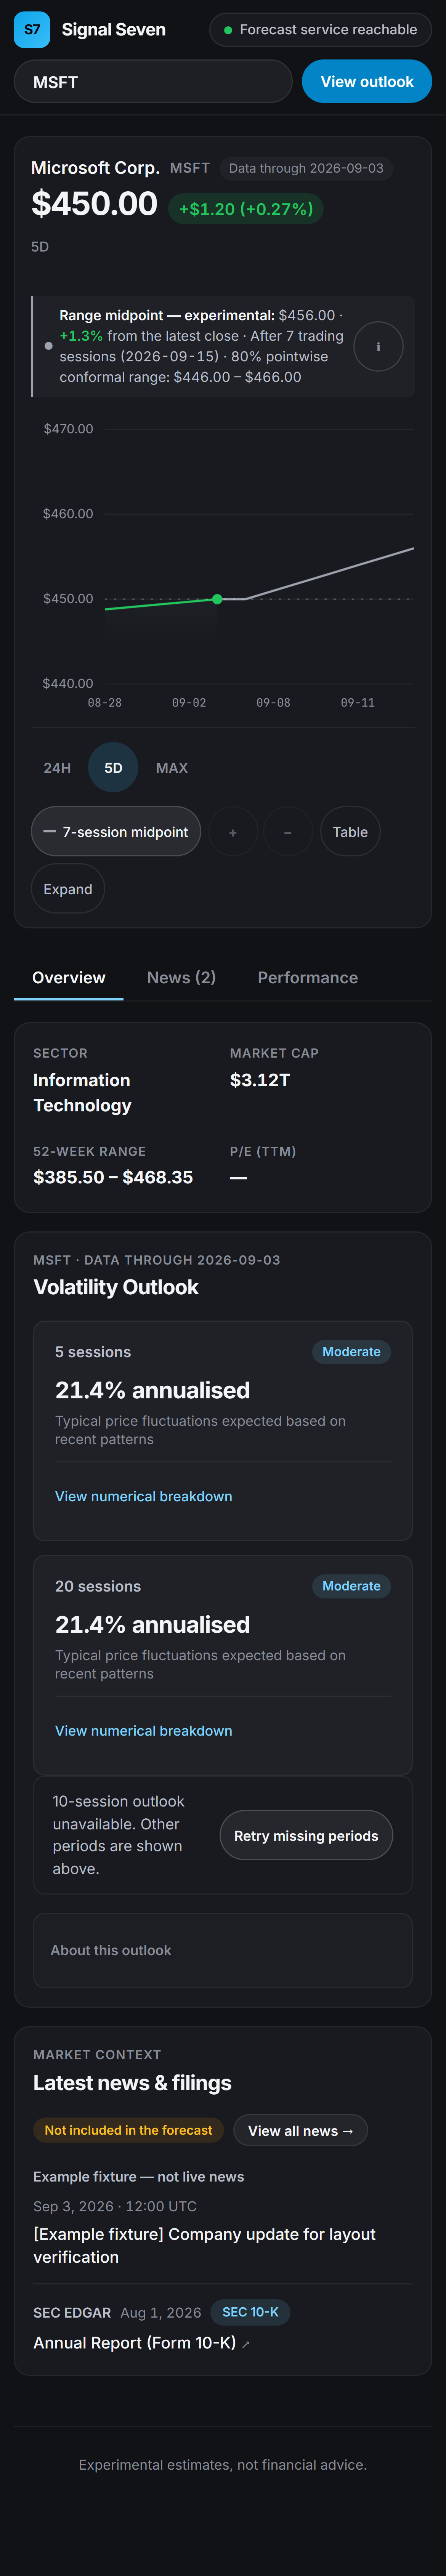 S7
Signal Seven
Forecast service reachable
MSFT
View outlook
Microsoft Corp. MSFT Data through 2026-09-03
$450.00 +$1.20 (+0.27%)
5D
Range midpoint — experimental: $456.00 ·
+1.3% from the latest close · After 7 trading
sessions (2026-09-15) · 80% pointwise
conformal range: $446.00 – $466.00
i
$470.00
$460.00
$450.00
$440.00
08-28 09-02 09-08 09-11
24H 5D MAX
7-session midpoint + − Table
Expand
Overview News (2) Performance
SECTOR
Information
Technology
MARKET CAP
$3.12T
52-WEEK RANGE
$385.50 – $468.35
P/E (TTM)
—
MSFT · DATA THROUGH 2026-09-03
Volatility Outlook
5 sessions Moderate
21.4% annualised
Typical price fluctuations expected based on
recent patterns
View numerical breakdown
20 sessions Moderate
21.4% annualised
Typical price fluctuations expected based on
recent patterns
View numerical breakdown
10-session outlook
unavailable. Other
periods are shown
above.
Retry missing periods
About this outlook
MARKET CONTEXT
Latest news & filings
Not included in the forecast View all news →
Example fixture — not live news
Sep 3, 2026 · 12:00 UTC
[Example fixture] Company update for layout
verification
SEC EDGAR Aug 1, 2026 SEC 10-K
Annual Report (Form 10-K) ↗
Experimental estimates, not financial advice.